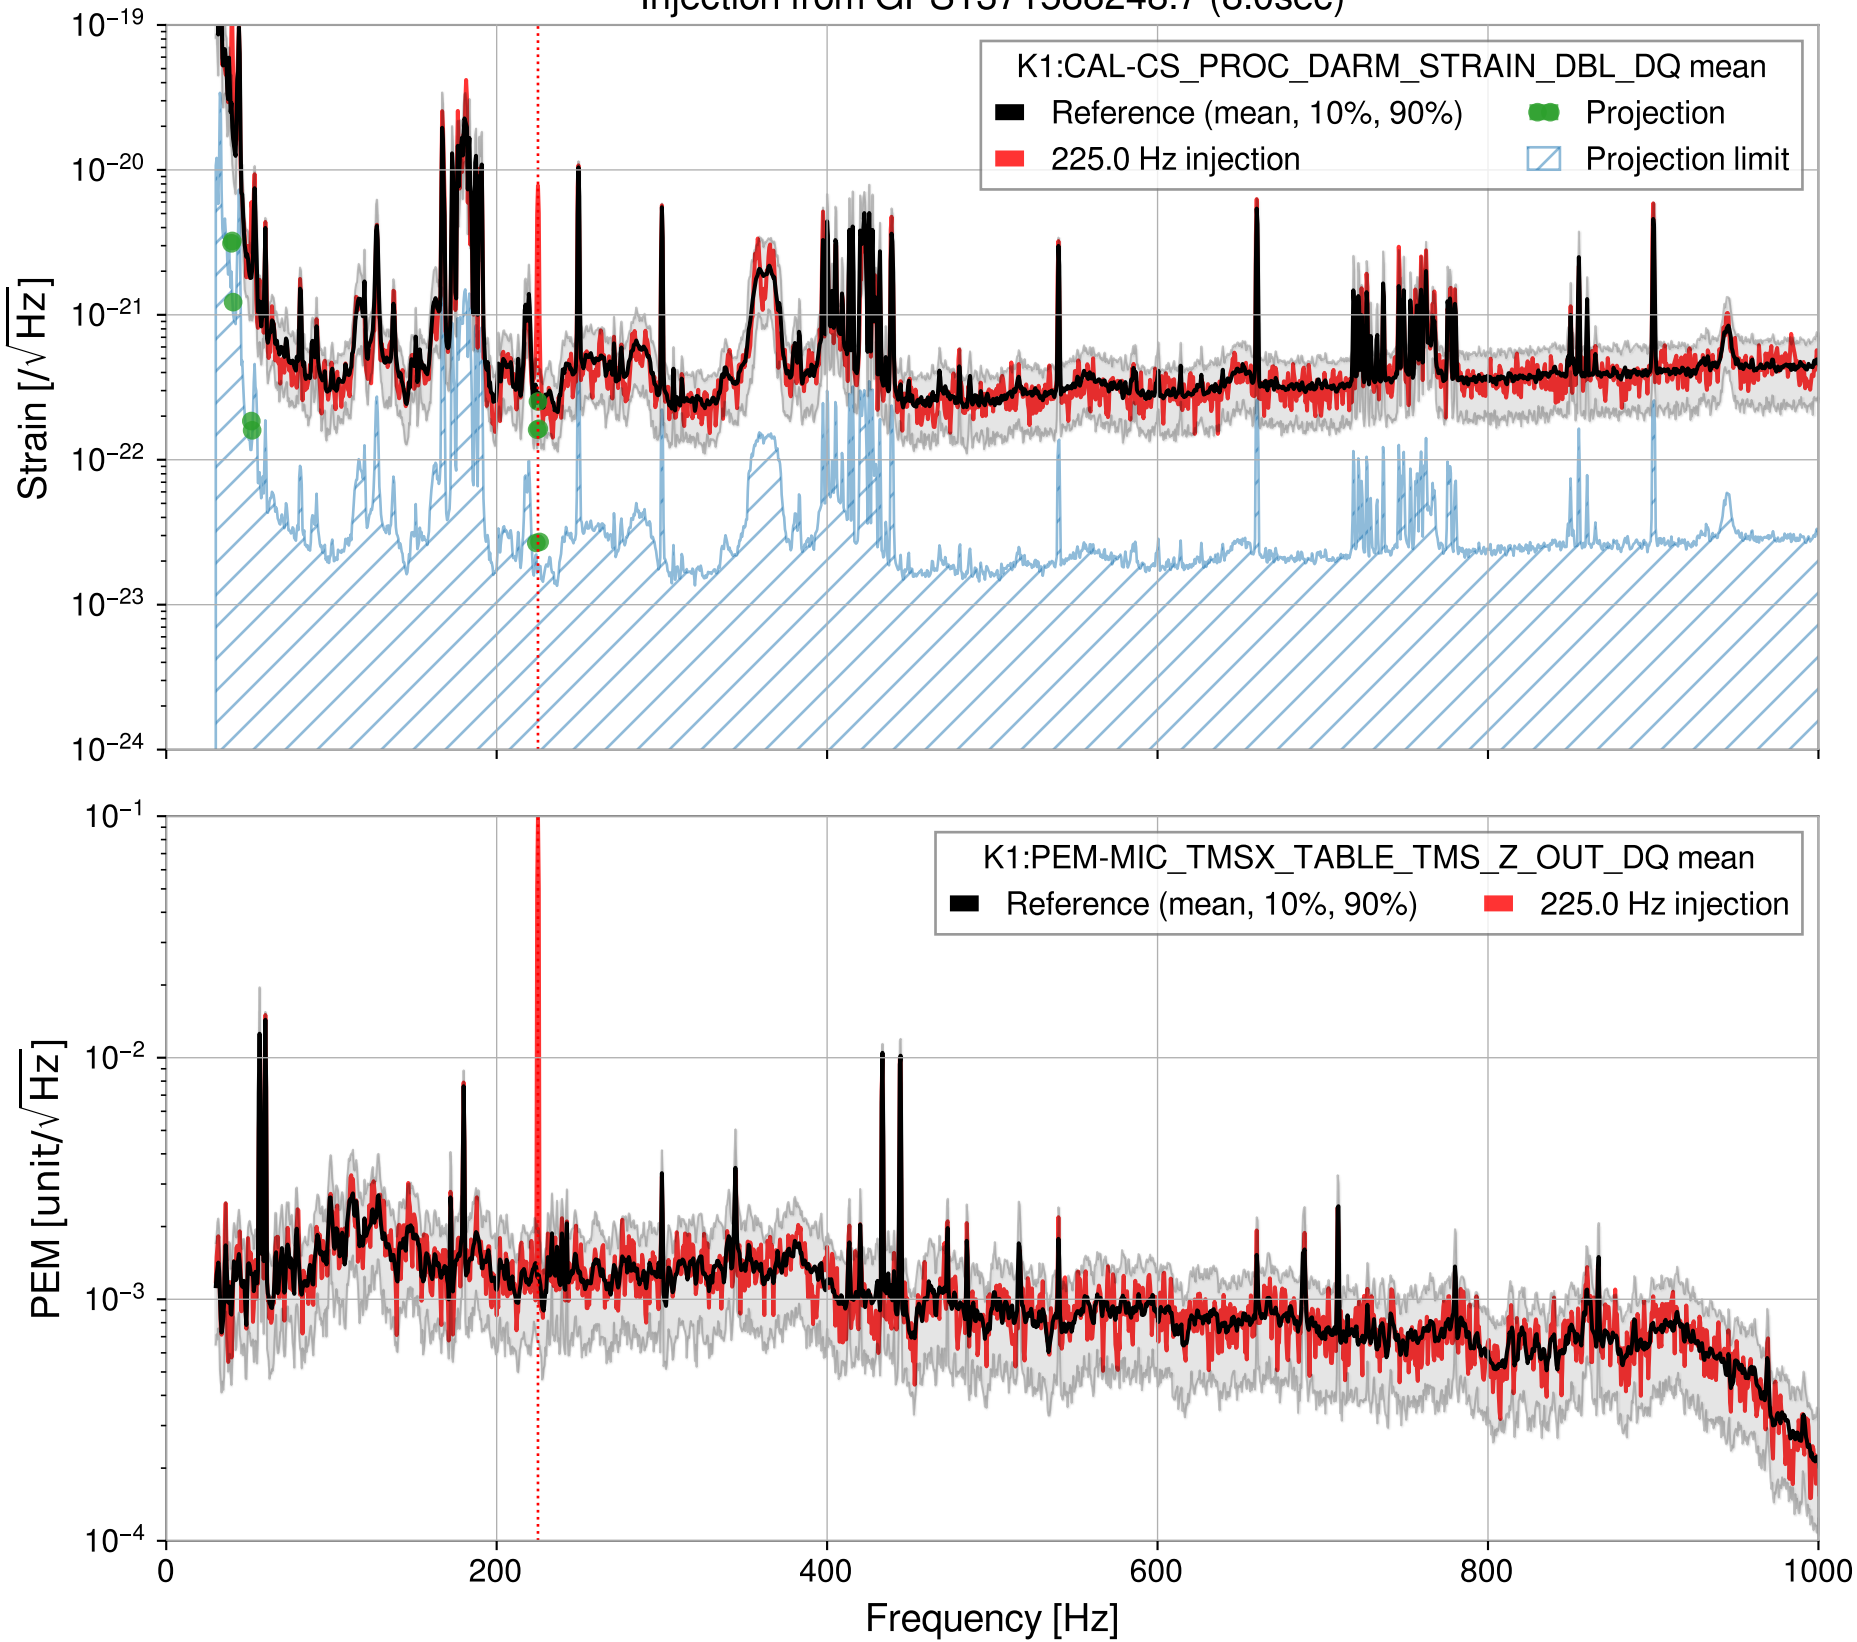 10⁻¹⁹
K1:CAL-CS_PROC_DARM_STRAIN_DBL_DQ mean
Reference (mean, 10%, 90%)
Projection
225.0 Hz injection
Projection limit
10⁻²⁰
10⁻²¹
10⁻²²
10⁻²³
10⁻²⁴
Strain [/√Hz]
10⁻¹
K1:PEM-MIC_TMSX_TABLE_TMS_Z_OUT_DQ mean
Reference (mean, 10%, 90%)
225.0 Hz injection
10⁻²
10⁻³
10⁻⁴
PEM [unit/√Hz]
0 200 400 600 800 1000
Frequency [Hz]